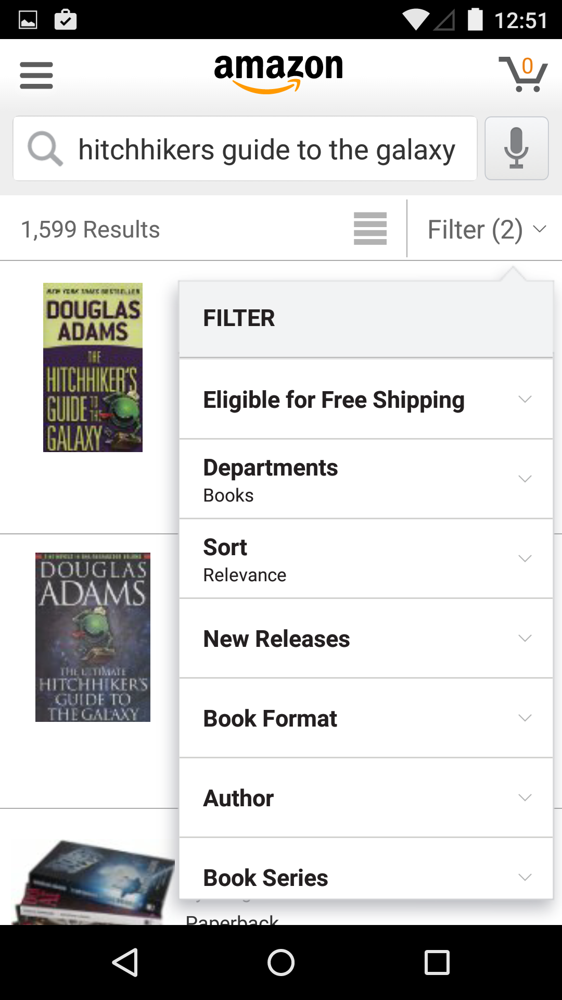 12:51
amazon
0
hitchhikers guide to the galaxy
1,599 Results
Filter (2)
NEW YORK TIMES BESTSELLER
DOUGLAS
ADAMS
THE
HITCHHIKER'S
GUIDE TO
THE
GALAXY
FILTER
Eligible for Free Shipping
Departments
Books
Sort
Relevance
DOUGLAS
ADAMS
THE ULTIMATE
HITCHHIKER'S
GUIDE TO
THE GALAXY
New Releases
Book Format
Author
Book Series
Paperback